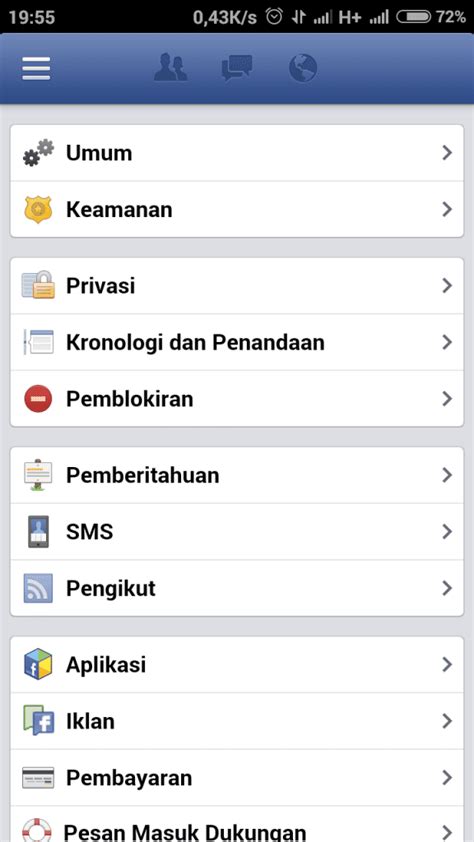 19:55 0,43K/s H+ 72%
Umum
Keamanan
Privasi
Kronologi dan Penandaan
Pemblokiran
Pemberitahuan
SMS
Pengikut
Aplikasi
Iklan
Pembayaran
Pesan Masuk Dukungan